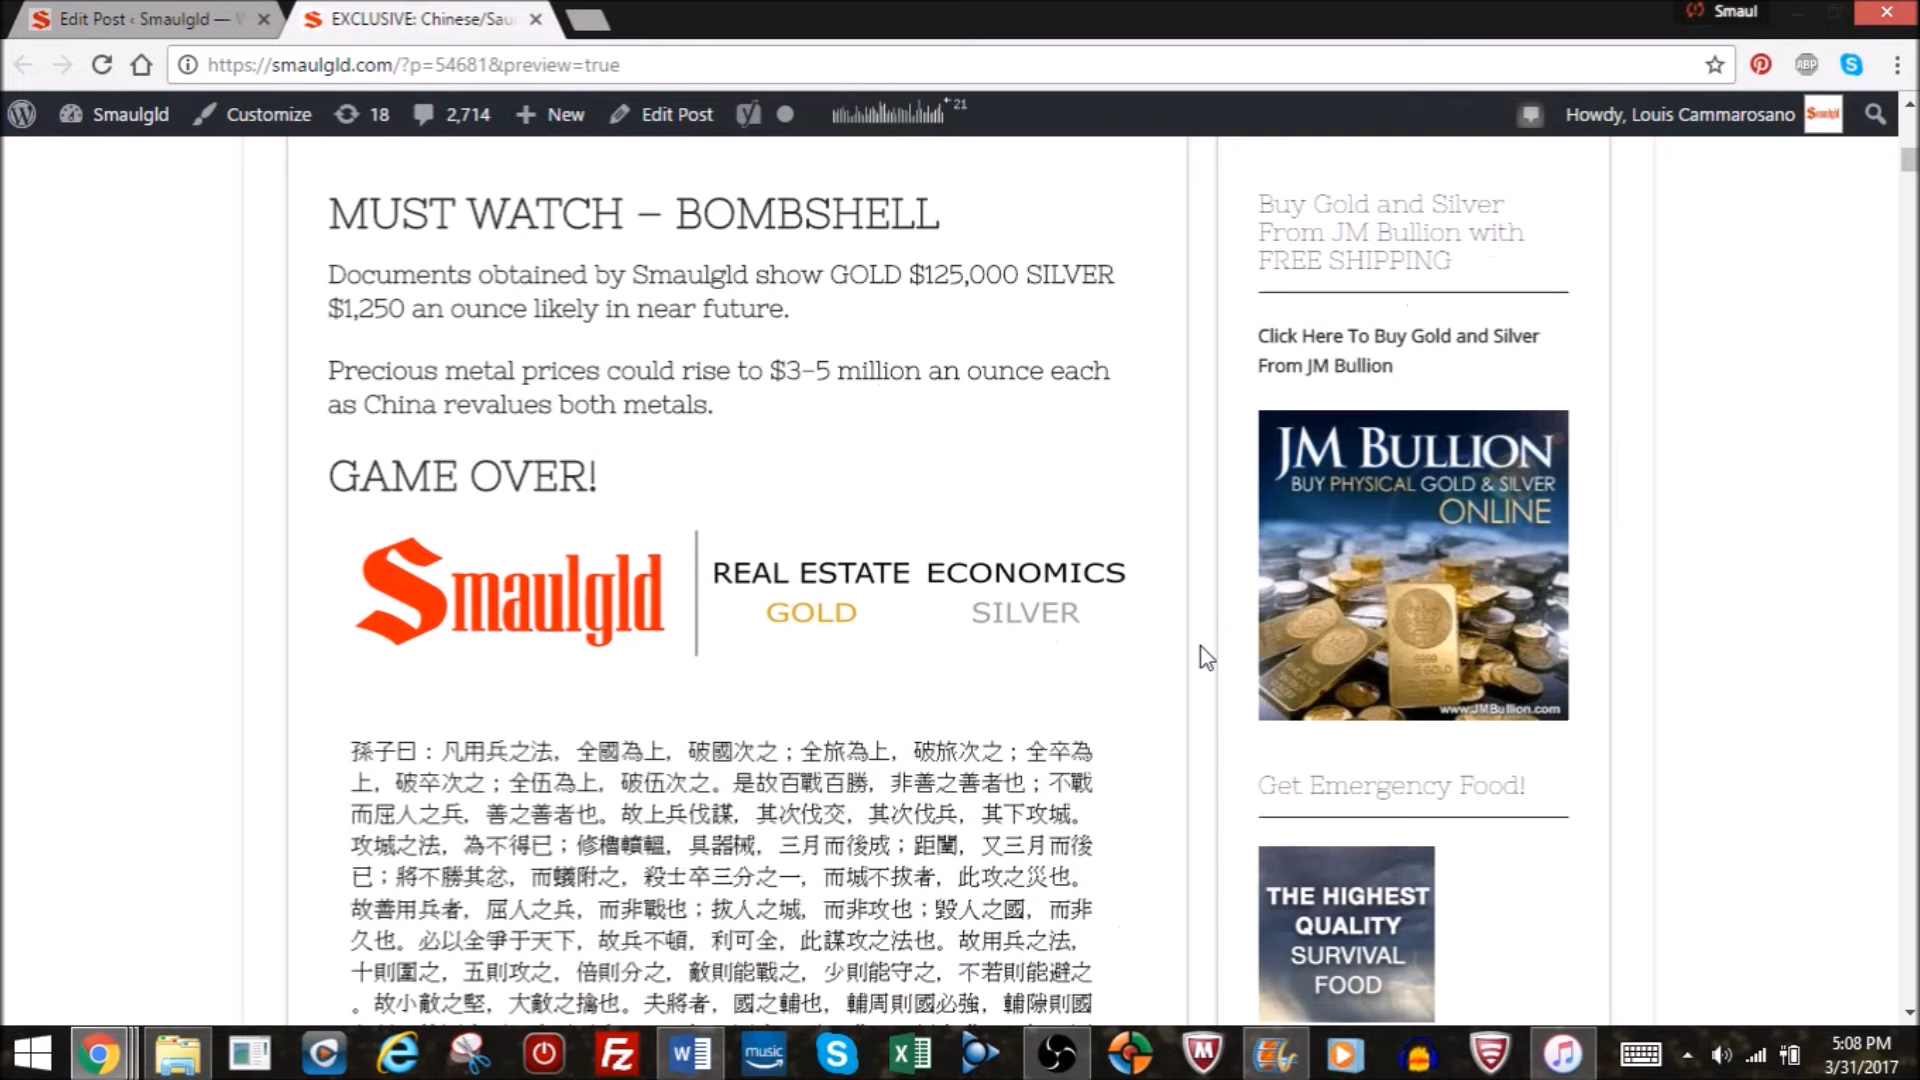 Edit Post ‹ Smaulgld —
EXCLUSIVE: Chinese/Sau
Smaul
https://smaulgld.com/?p=54681&preview=true
ABP
Smaulgld
Customize
18
2,714
New
Edit Post
21
Howdy, Louis Cammarosano
Smaulgld
MUST WATCH – BOMBSHELL
Documents obtained by Smaulgld show GOLD $125,000 SILVER
$1,250 an ounce likely in near future.
Precious metal prices could rise to $3-5 million an ounce each
as China revalues both metals.
GAME OVER!
Smaulgld
REAL ESTATE ECONOMICS
GOLD SILVER
孫子曰：凡用兵之法，全國為上，破國次之；全旅為上，破旅次之；全卒為
上，破卒次之；全伍為上，破伍次之。是故百戰百勝，非善之善者也；不戰
而屈人之兵，善之善者也。故上兵伐謀，其次伐交，其次伐兵，其下攻城。
攻城之法，為不得已；修櫓轒轀，具器械，三月而後成；距闉，又三月而後
已；將不勝其忿，而蟻附之，殺士卒三分之一，而城不拔者，此攻之災也。
故善用兵者，屈人之兵，而非戰也；拔人之城，而非攻也；毀人之國，而非
久也。必以全爭于天下，故兵不頓，利可全，此謀攻之法也。故用兵之法，
十則圍之，五則攻之，倍則分之，敵則能戰之，少則能守之，不若則能避之
。故小敵之堅，大敵之擒也。夫將者，國之輔也，輔周則國必強，輔隙則國
Buy Gold and Silver
From JM Bullion with
FREE SHIPPING
Click Here To Buy Gold and Silver
From JM Bullion
JM BULLION
BUY PHYSICAL GOLD & SILVER
ONLINE
www.JMBullion.com
Get Emergency Food!
THE HIGHEST
QUALITY
SURVIVAL
FOOD
music
5:08 PM
3/31/2017